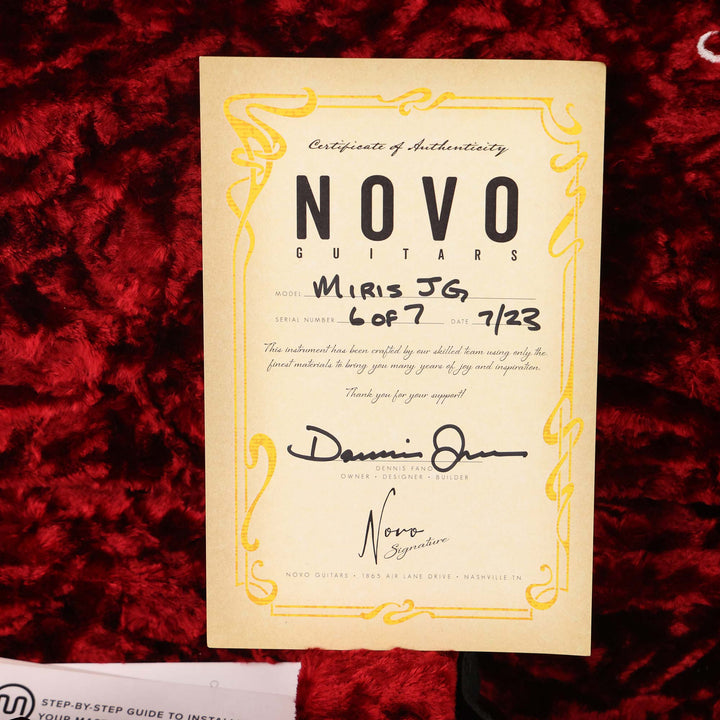 Certificate of Authenticity
NOVO
GUITARS
MODEL MIRIS JG
SERIAL NUMBER 6 OF 7 DATE 7/23
This instrument has been crafted by our skilled team using only the
finest materials to bring you many years of joy and inspiration.
Thank you for your support!
DENNIS FANO
OWNER • DESIGNER • BUILDER
Novo
Signature
NOVO GUITARS • 1865 AIR LANE DRIVE • NASHVILLE TN
STEP-BY-STEP GUIDE TO INSTALL